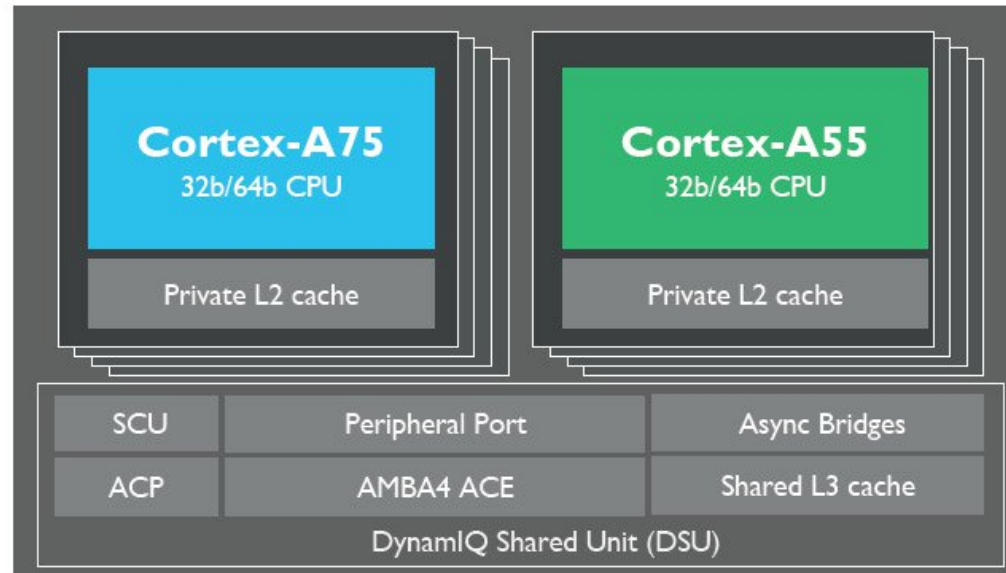 Cortex-A75
32b/64b CPU
Private L2 cache
Cortex-A55
32b/64b CPU
Private L2 cache
SCU
Peripheral Port
Async Bridges
ACP
AMBA4 ACE
Shared L3 cache
DynamIQ Shared Unit (DSU)